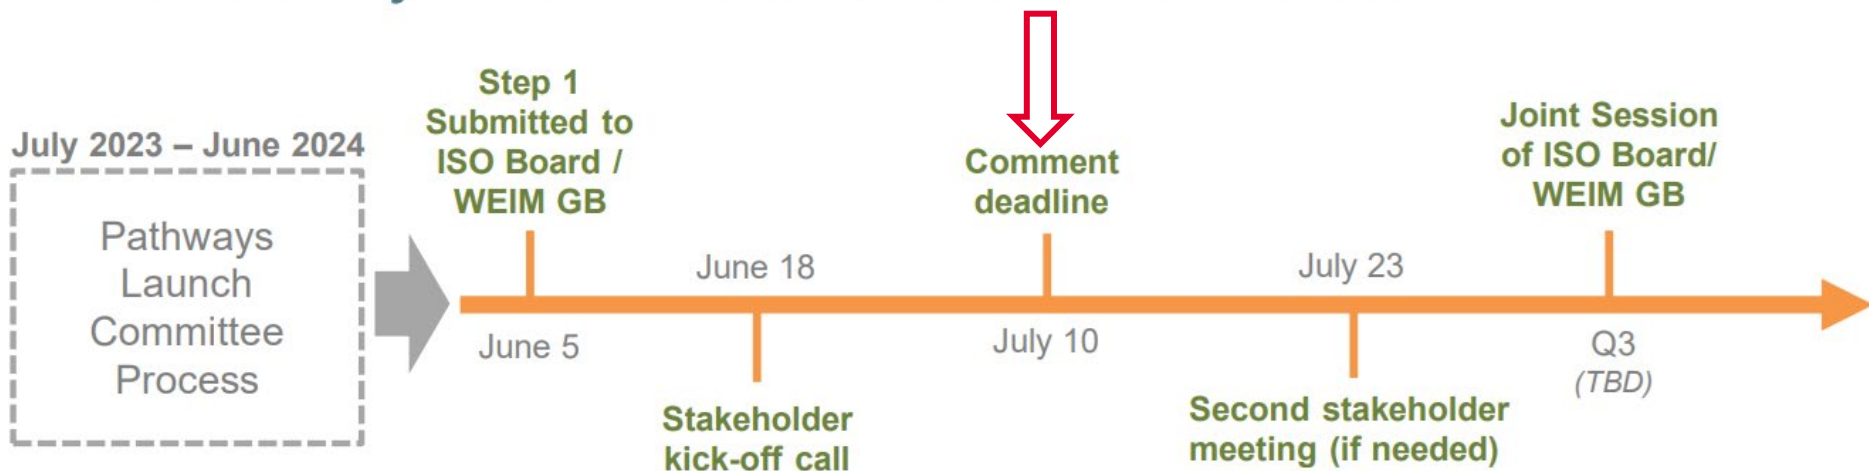 July 2023 – June 2024
Pathways
Launch
Committee
Process
Step 1
Submitted to
ISO Board /
WEIM GB
June 5
June 18
Stakeholder
kick-off call
Comment
deadline
July 10
July 23
Second stakeholder
meeting (if needed)
Joint Session
of ISO Board/
WEIM GB
Q3
(TBD)